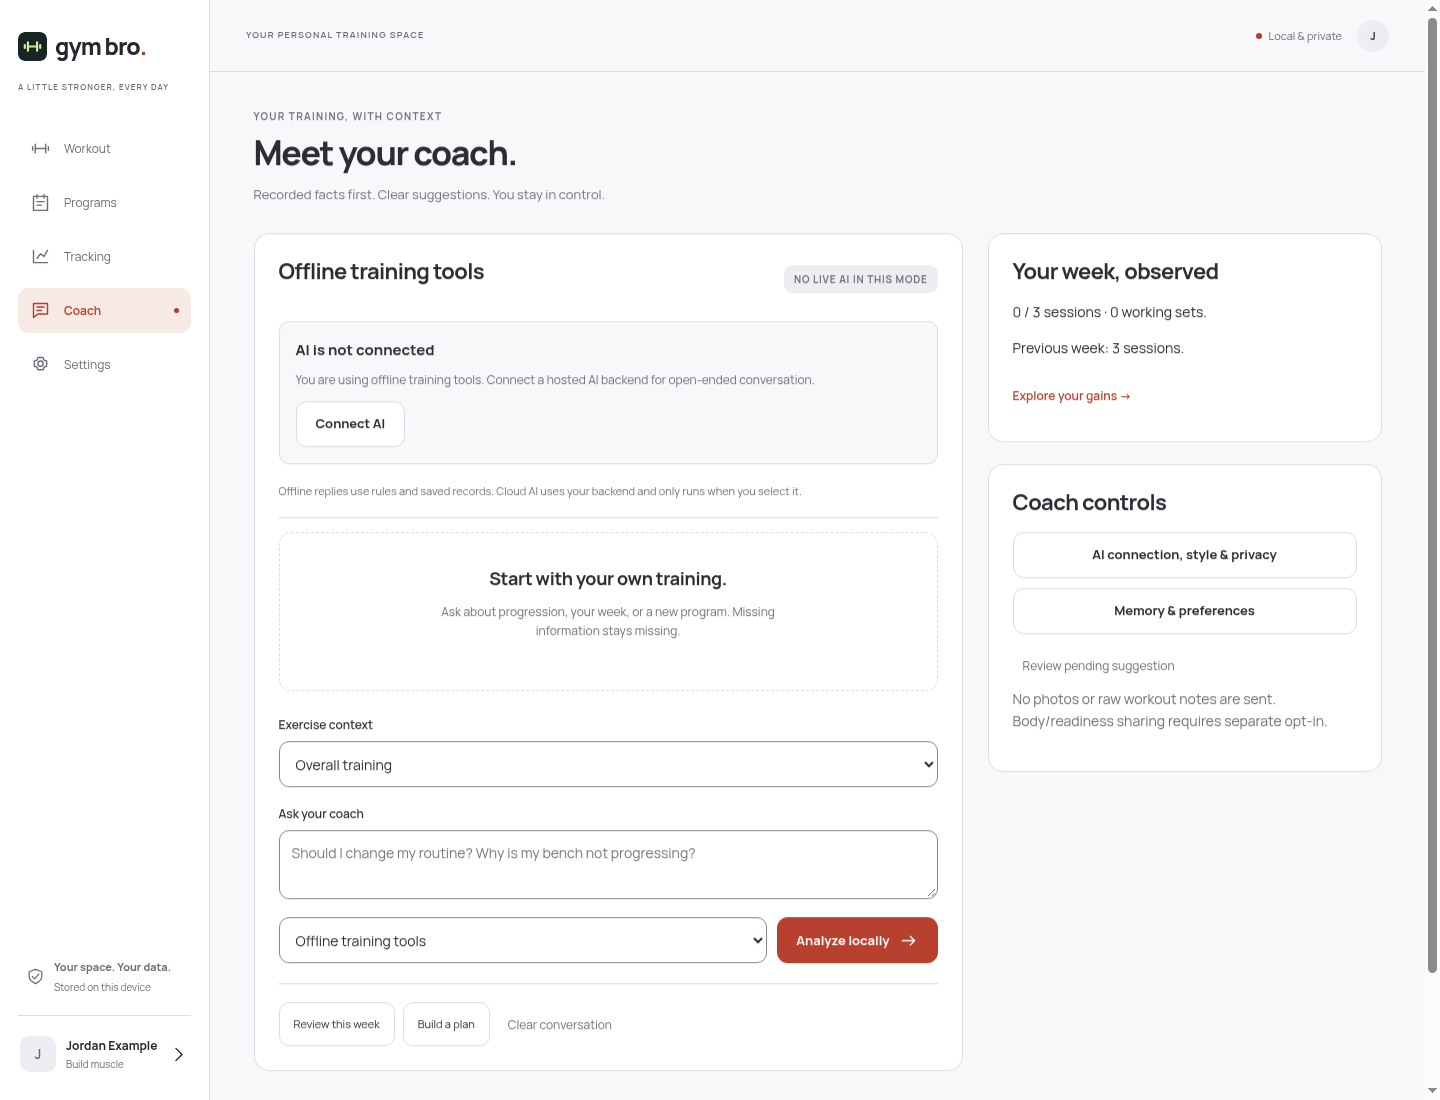 gym bro.
A LITTLE STRONGER, EVERY DAY
Workout
Programs
Tracking
Coach
Settings
Your space. Your data.
Stored on this device
J
Jordan Example
Build muscle
YOUR PERSONAL TRAINING SPACE
Local & private
J
YOUR TRAINING, WITH CONTEXT
Meet your coach.
Recorded facts first. Clear suggestions. You stay in control.
Offline training tools
NO LIVE AI IN THIS MODE
AI is not connected
You are using offline training tools. Connect a hosted AI backend for open-ended conversation.
Connect AI
Offline replies use rules and saved records. Cloud AI uses your backend and only runs when you select it.
Start with your own training.
Ask about progression, your week, or a new program. Missing
information stays missing.
Exercise context
Overall training
Ask your coach
Should I change my routine? Why is my bench not progressing?
Offline training tools
Analyze locally →
Review this week
Build a plan
Clear conversation
Your week, observed
0 / 3 sessions · 0 working sets.
Previous week: 3 sessions.
Explore your gains →
Coach controls
AI connection, style & privacy
Memory & preferences
Review pending suggestion
No photos or raw workout notes are sent.
Body/readiness sharing requires separate opt-in.